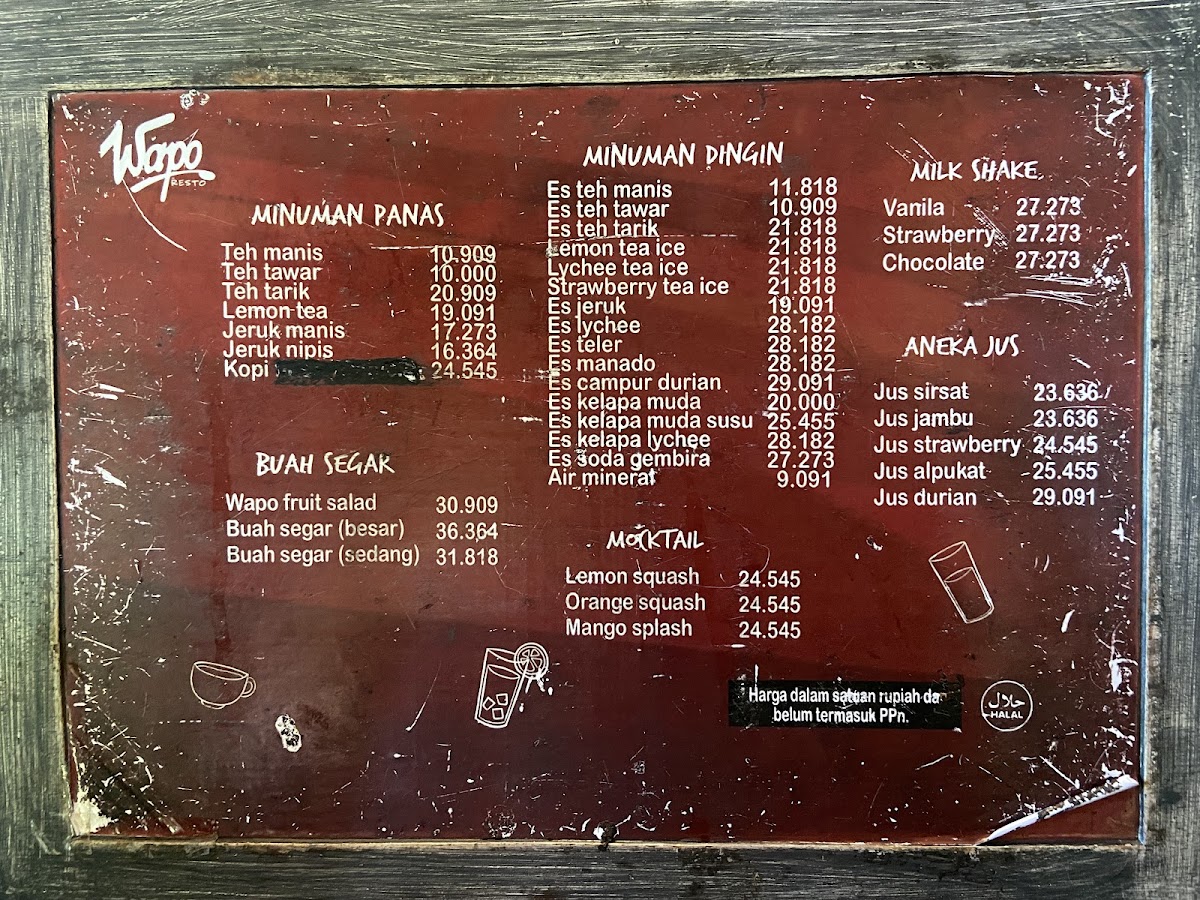 Wapo
RESTO
MINUMAN PANAS
Teh manis 10.909
Teh tawar 10.000
Teh tarik 20.909
Lemon tea 19.091
Jeruk manis 17.273
Jeruk nipis 16.364
Kopi 24.545
BUAH SEGAR
Wapo fruit salad 30.909
Buah segar (besar) 36.364
Buah segar (sedang) 31.818
MINUMAN DINGIN
Es teh manis 11.818
Es teh tawar 10.909
Es teh tarik 21.818
Lemon tea ice 21.818
Lychee tea ice 21.818
Strawberry tea ice 21.818
Es jeruk 19.091
Es lychee 28.182
Es teler 28.182
Es manado 28.182
Es campur durian 29.091
Es kelapa muda 20.000
Es kelapa muda susu 25.455
Es kelapa lychee 28.182
Es soda gembira 27.273
Air mineral 9.091
MOCKTAIL
Lemon squash 24.545
Orange squash 24.545
Mango splash 24.545
MILK SHAKE
Vanila 27.273
Strawberry 27.273
Chocolate 27.273
ANEKA JUS
Jus sirsat 23.636
Jus jambu 23.636
Jus strawberry 24.545
Jus alpukat 25.455
Jus durian 29.091
Harga dalam satuan rupiah da
belum termasuk PPn.
حلال
HALAL